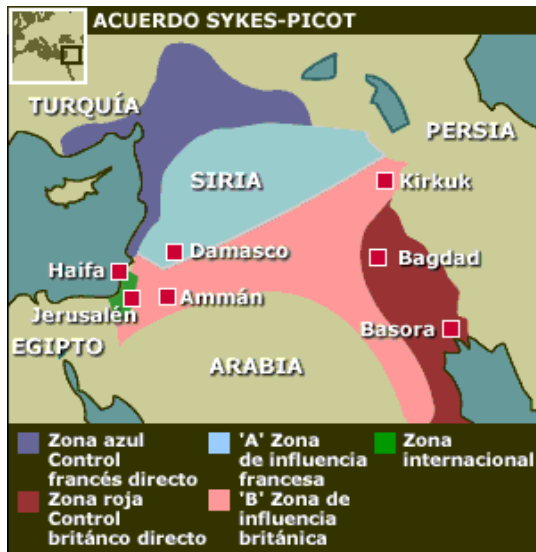 ACUERDO SYKES-PICOT
TURQUÍA
PERSIA
SIRIA
Kirkuk
Damasco
Bagdad
Haifa
Ammán
Jerusalén
Basora
EGIPTO
ARABIA
Zona azul
Control
francés directo
Zona roja
Control
británco directo
'A' Zona
de influencia
francesa
'B' Zona de
influencia
británica
Zona
internacional